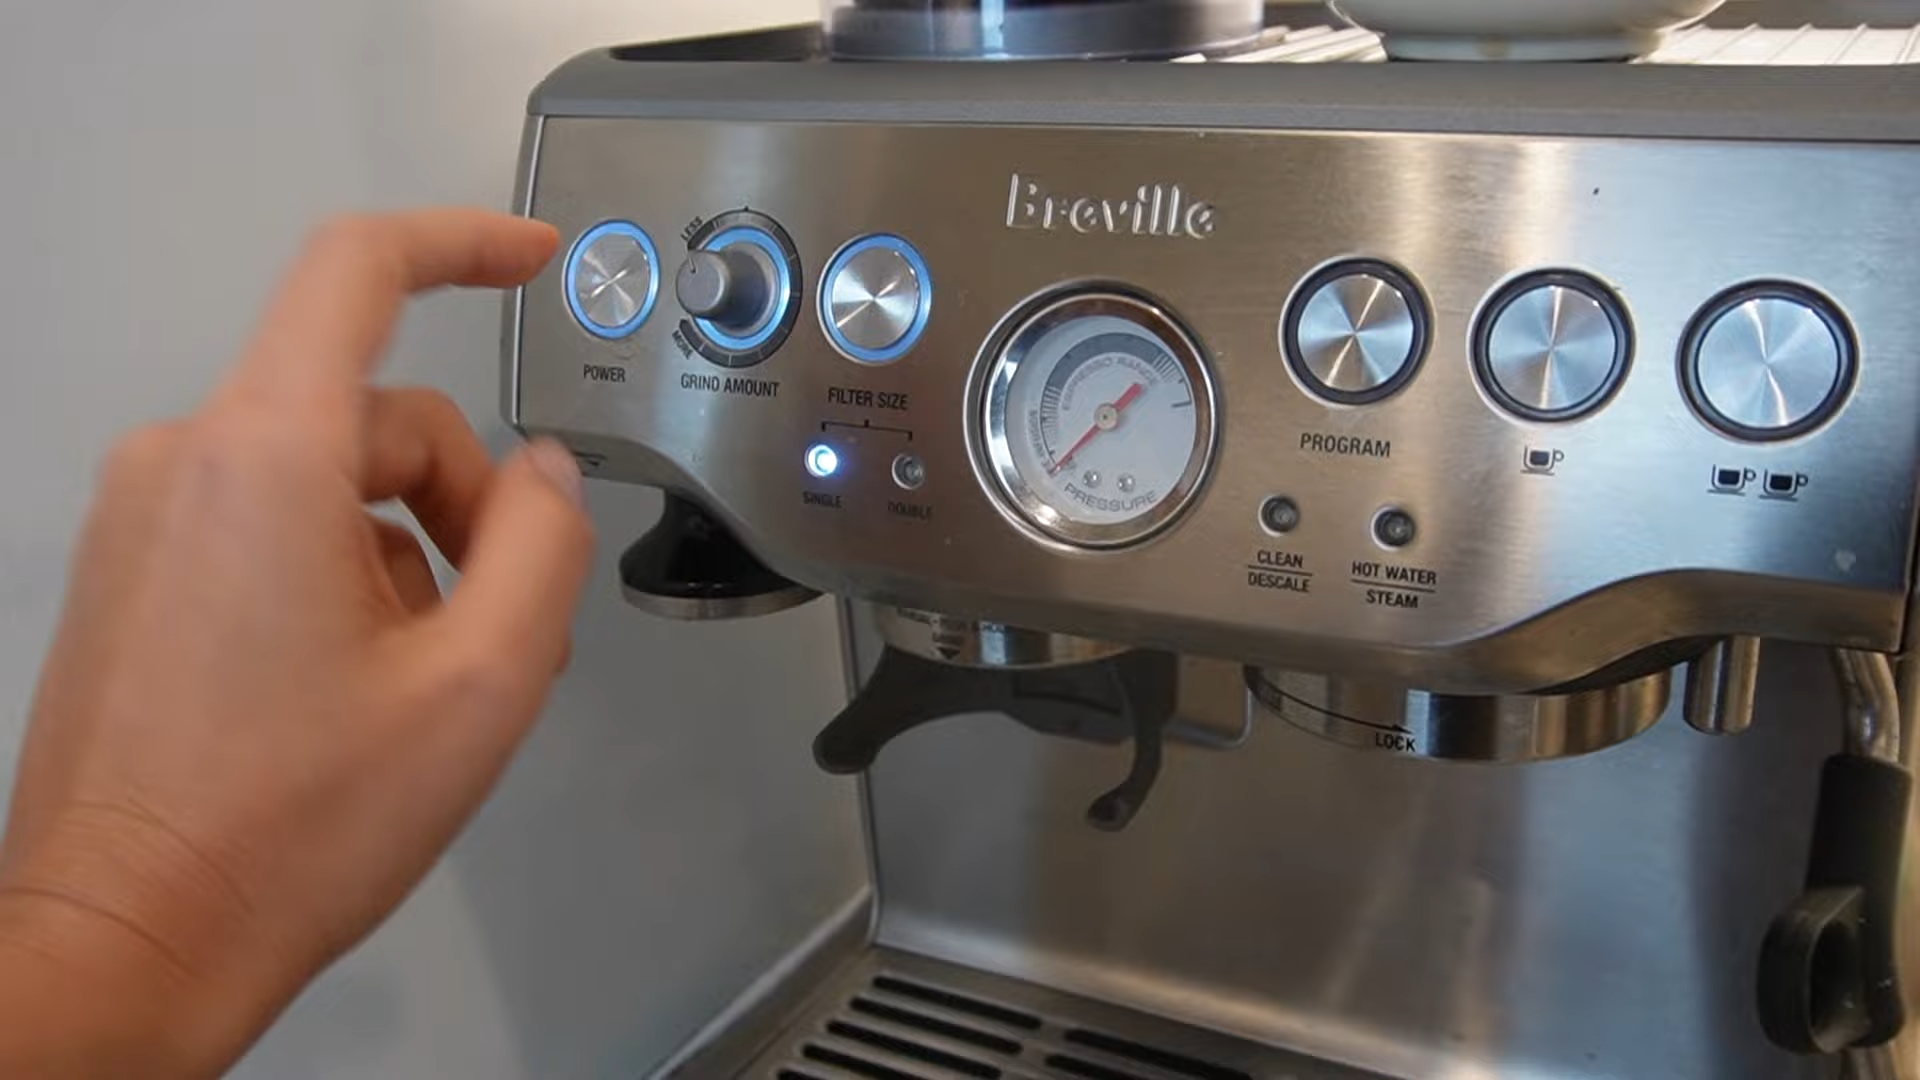 Breville
LESS
MORE
POWER
GRIND AMOUNT
FILTER SIZE
SINGLE
DOUBLE
ESPRESSO RANGE
PRESSURE
PROGRAM
CLEAN
DESCALE
HOT WATER
STEAM
LOCK